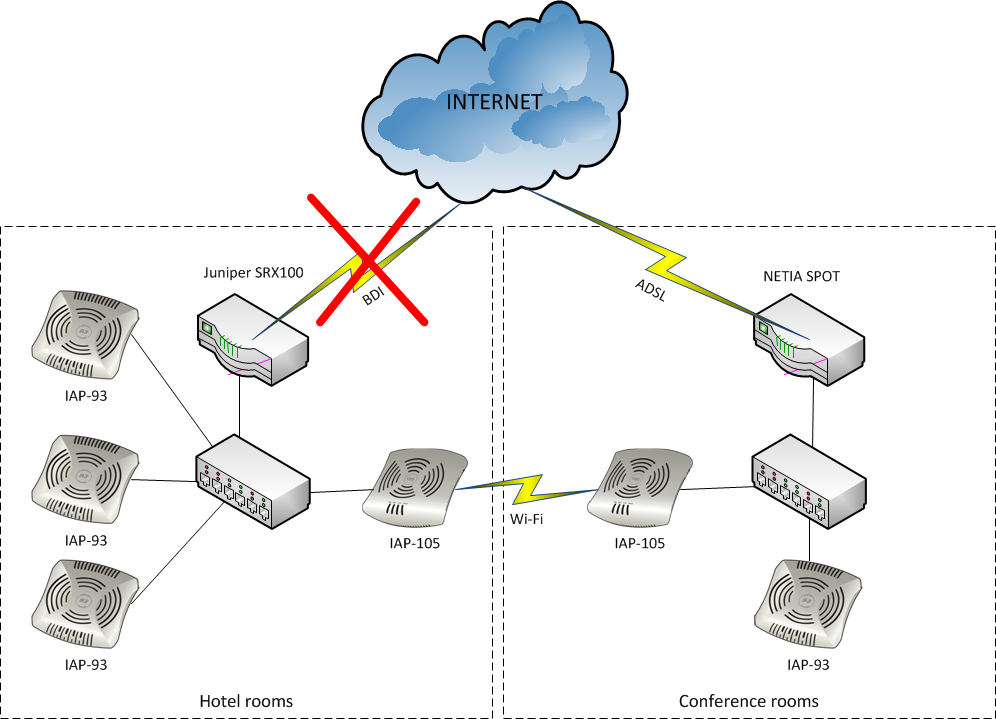 INTERNET
Juniper SRX100
BDI
ADSL
NETIA SPOT
IAP-93
IAP-93
IAP-105
Wi-Fi
IAP-105
IAP-93
IAP-93
Hotel rooms
Conference rooms